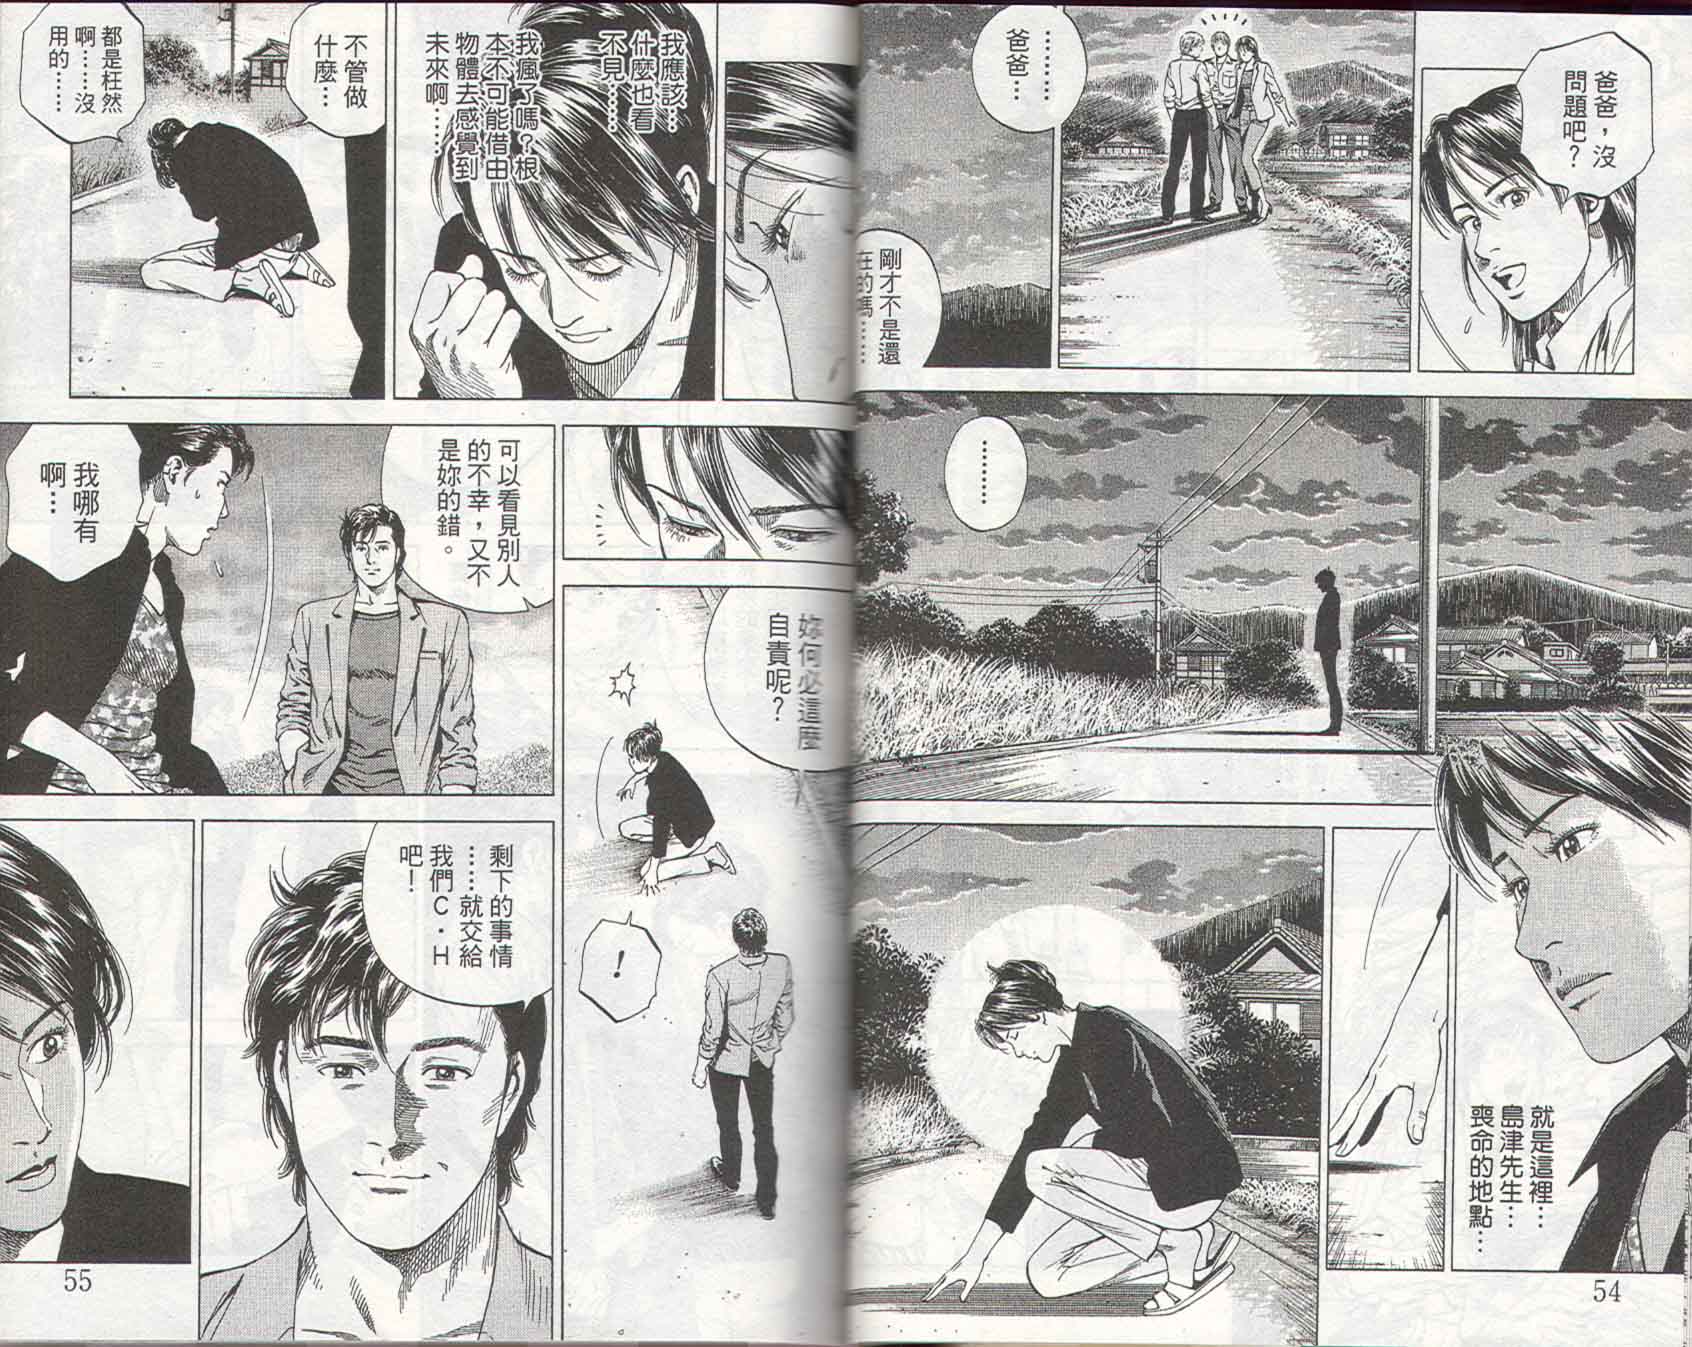 爸爸，沒
問題吧？
………
爸爸…
剛才不是還
在的嗎……
………
就是這裡…
島津先生…
喪命的地點…
54
我應該…
什麼也看
不見……
我瘋了嗎？根
本不可能借由
物體去感覺到
未來啊……
不管做
什麼…
都是枉然
啊……沒
用的……
妳何必這麼
自責呢？
！
可以看見別人
的不幸，又不
是妳的錯。
我哪有
啊…
剩下的事情
……就交給
我們C・H
吧！
55